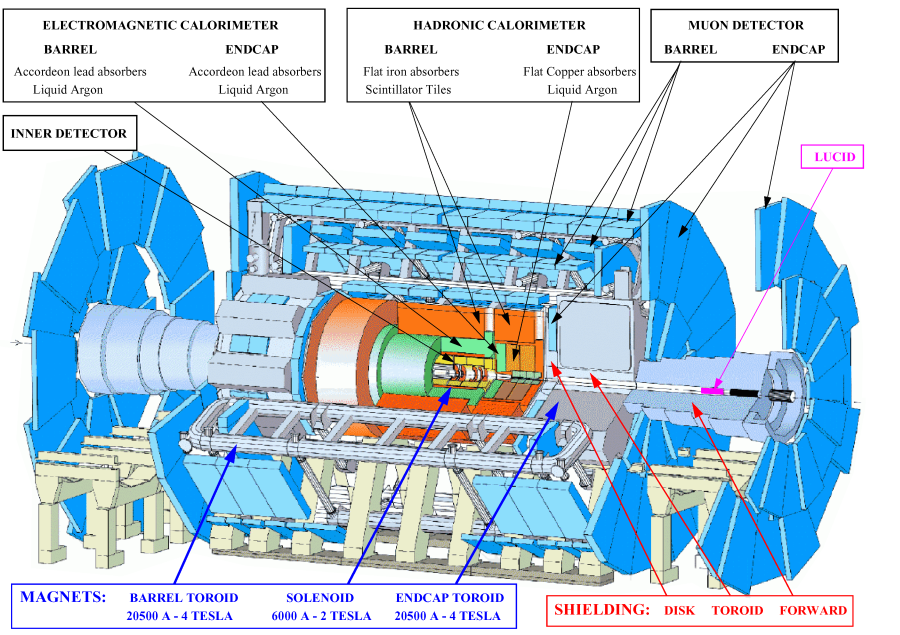 ELECTROMAGNETIC CALORIMETER
BARREL ENDCAP
Accordeon lead absorbers Accordeon lead absorbers
Liquid Argon Liquid Argon
HADRONIC CALORIMETER
BARREL ENDCAP
Flat iron absorbers Flat Copper absorbers
Scintillator Tiles Liquid Argon
MUON DETECTOR
BARREL ENDCAP
INNER DETECTOR
LUCID
MAGNETS: BARREL TOROID SOLENOID ENDCAP TOROID
20500 A - 4 TESLA 6000 A - 2 TESLA 20500 A - 4 TESLA
SHIELDING: DISK TOROID FORWARD